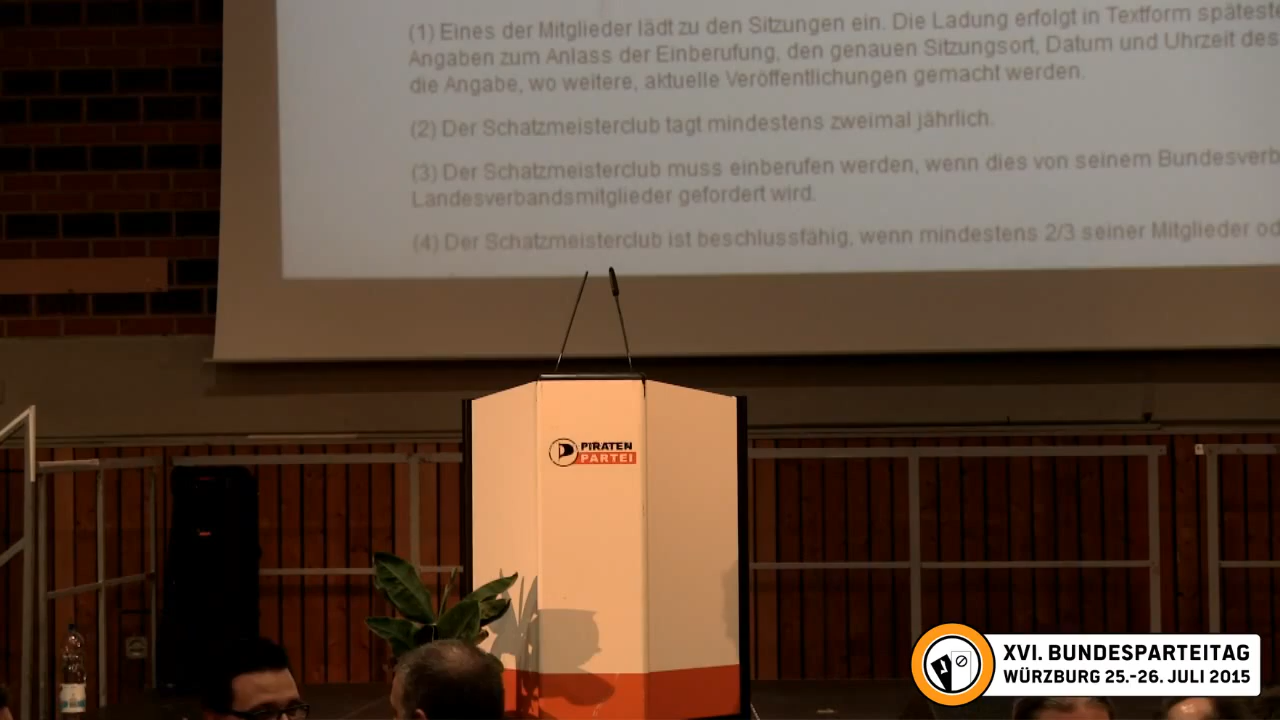 (1) Eines der Mitglieder lädt zu den Sitzungen ein. Die Ladung erfolgt in Textform
Angaben zum Anlass der Einberufung, den genauen Sitzungsort, Datum und Uhrzeit des
die Angabe, wo weitere, aktuelle Veröffentlichungen gemacht werden.
(2) Der Schatzmeisterclub tagt mindestens zweimal jährlich.
(3) Der Schatzmeisterclub muss einberufen werden, wenn dies von seinem
Landesverbandsmitglieder gefordert wird.
(4) Der Schatzmeisterclub ist beschlussfähig, wenn mindestens 2/3 seiner Mitglieder
PIRATEN
PARTEI
XVI. BUNDESPARTEITAG
WÜRZBURG 25.-26. JULI 2015